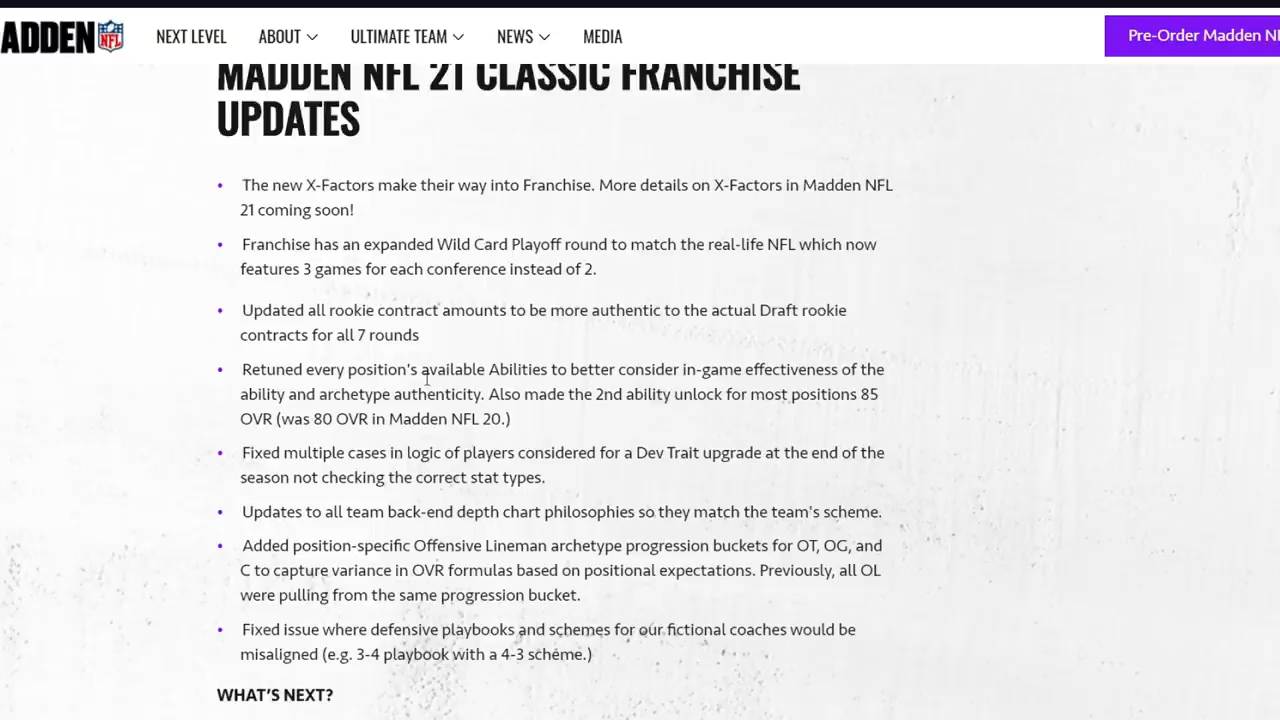 ADDEN NFL NEXT LEVEL ABOUT ULTIMATE TEAM NEWS MEDIA Pre-Order Madden N
MADDEN NFL 21 CLASSIC FRANCHISE
UPDATES
• The new X-Factors make their way into Franchise. More details on X-Factors in Madden NFL
21 coming soon!
• Franchise has an expanded Wild Card Playoff round to match the real-life NFL which now
features 3 games for each conference instead of 2.
• Updated all rookie contract amounts to be more authentic to the actual Draft rookie
contracts for all 7 rounds
• Retuned every position's available Abilities to better consider in-game effectiveness of the
ability and archetype authenticity. Also made the 2nd ability unlock for most positions 85
OVR (was 80 OVR in Madden NFL 20.)
• Fixed multiple cases in logic of players considered for a Dev Trait upgrade at the end of the
season not checking the correct stat types.
• Updates to all team back-end depth chart philosophies so they match the team's scheme.
• Added position-specific Offensive Lineman archetype progression buckets for OT, OG, and
C to capture variance in OVR formulas based on positional expectations. Previously, all OL
were pulling from the same progression bucket.
• Fixed issue where defensive playbooks and schemes for our fictional coaches would be
misaligned (e.g. 3-4 playbook with a 4-3 scheme.)
WHAT'S NEXT?